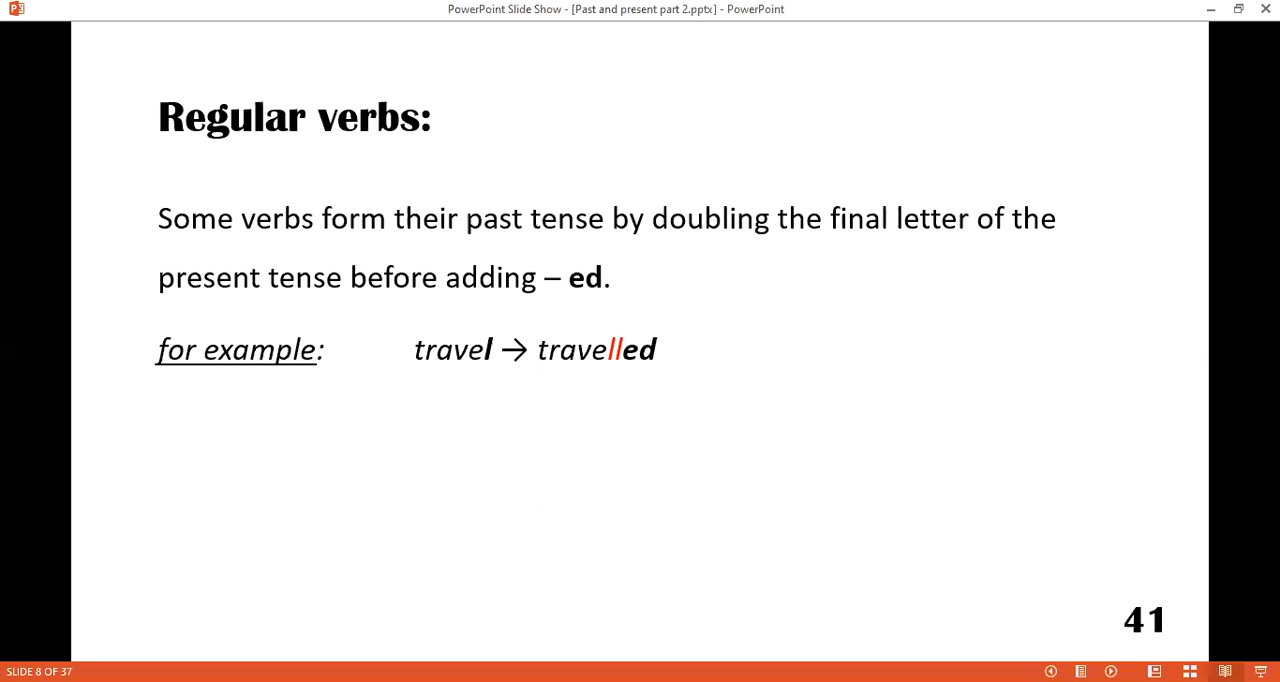 PowerPoint Slide Show - [Past and present part 2.pptx] - PowerPoint
Regular verbs:
Some verbs form their past tense by doubling the final letter of the
present tense before adding – ed.
for example: travel → travelled
41
SLIDE 8 OF 37